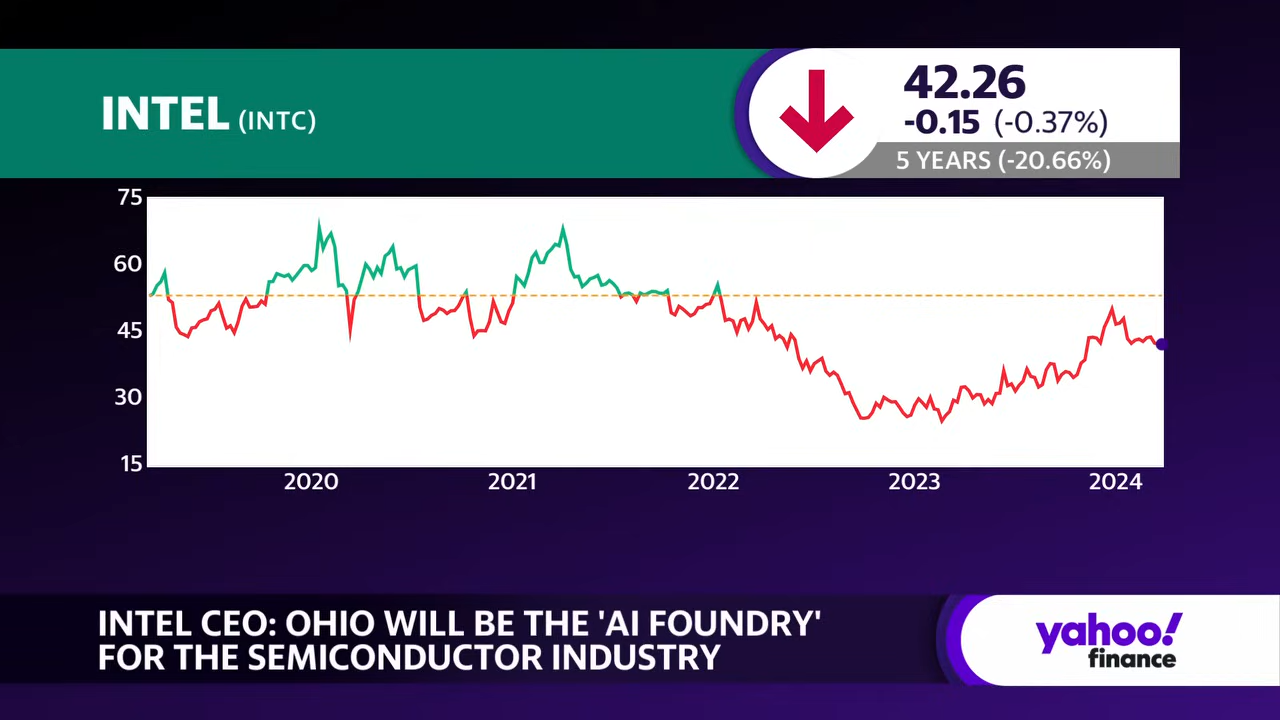 INTEL (INTC)
42.26
-0.15 (-0.37%)
5 YEARS (-20.66%)
75
60
45
30
15
2020 2021 2022 2023 2024
INTEL CEO: OHIO WILL BE THE 'AI FOUNDRY'
FOR THE SEMICONDUCTOR INDUSTRY
yahoo!
finance